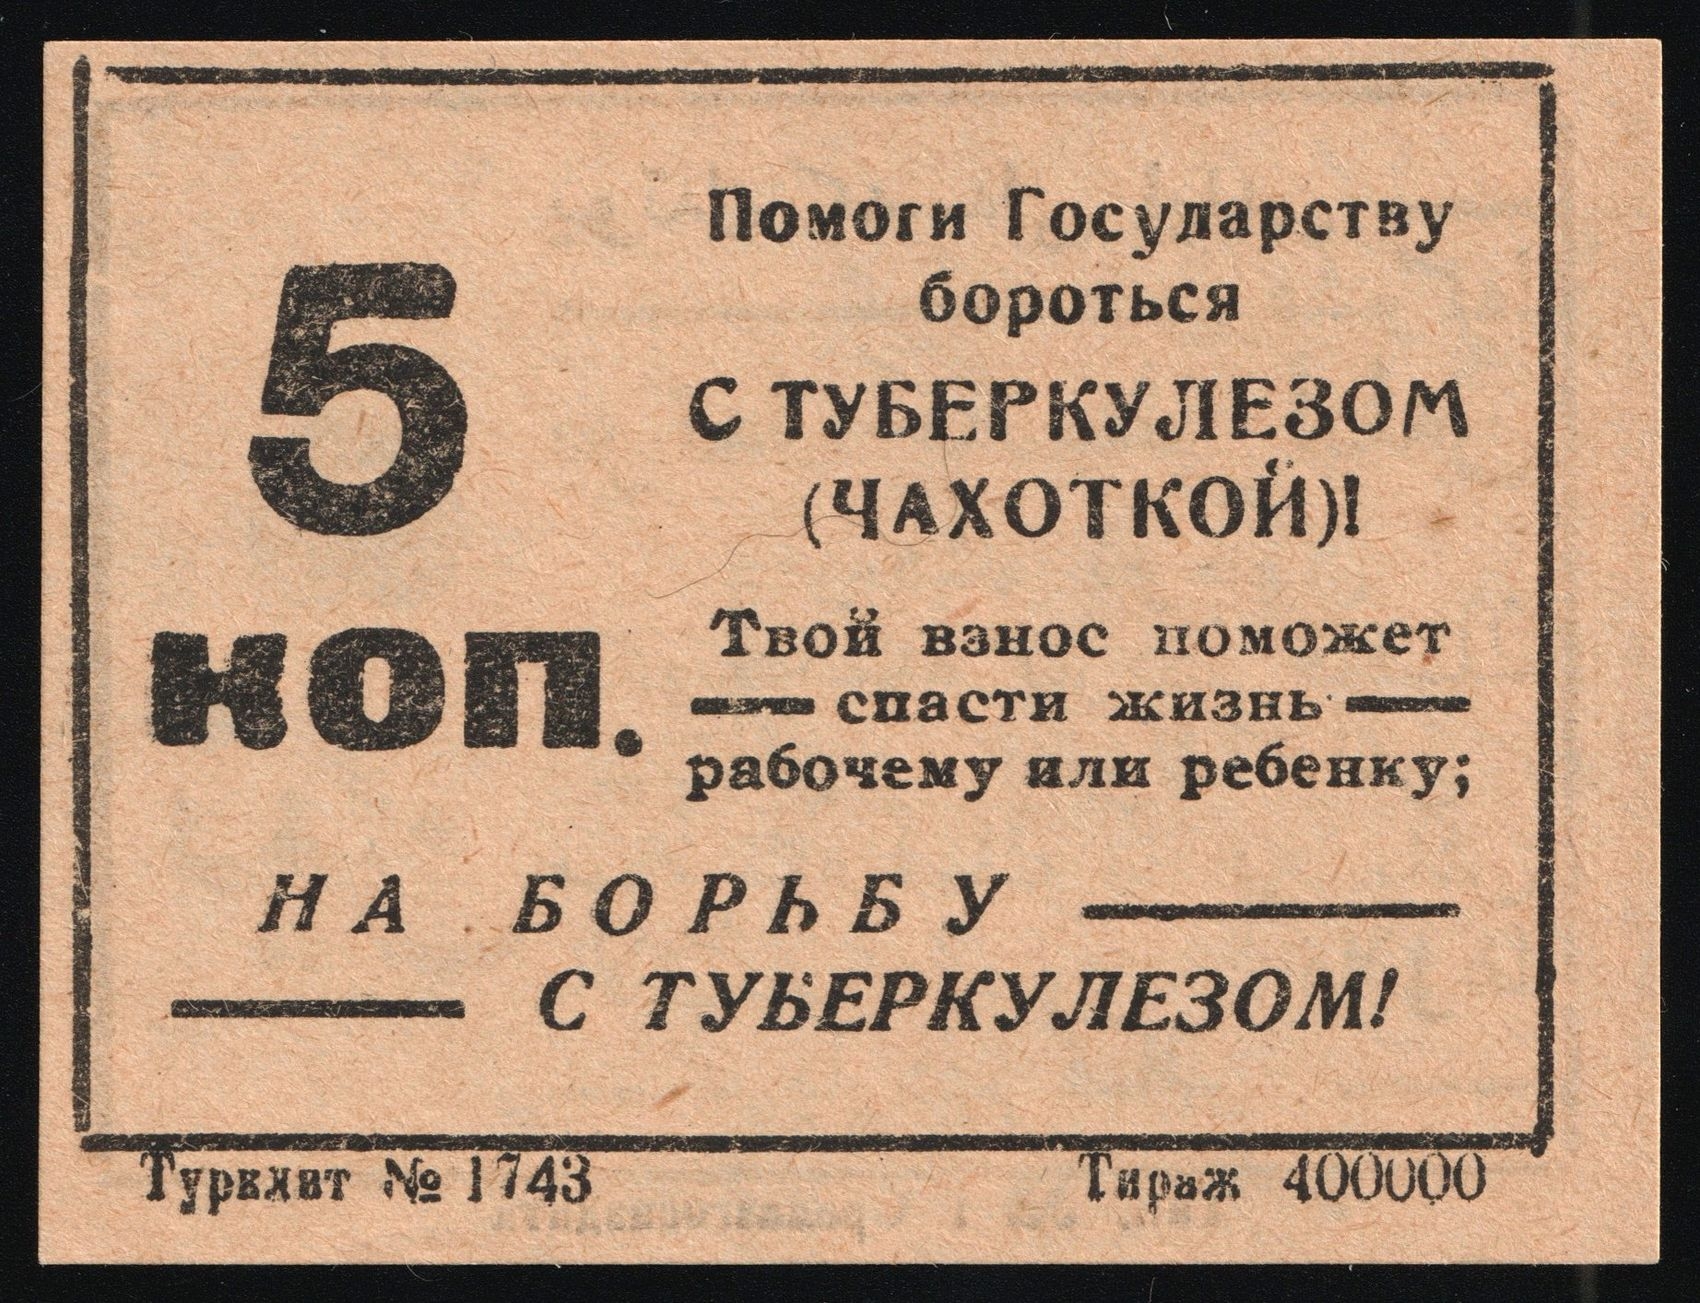 5
коп.
Помоги Государству
бороться
С ТУБЕРКУЛЕЗОМ
(ЧАХОТКОЙ)!
Твой взнос поможет
спасти жизнь
рабочему или ребенку;
НА БОРЬБУ
С ТУБЕРКУЛЕЗОМ!
Турклит № 1743
Тираж 400000